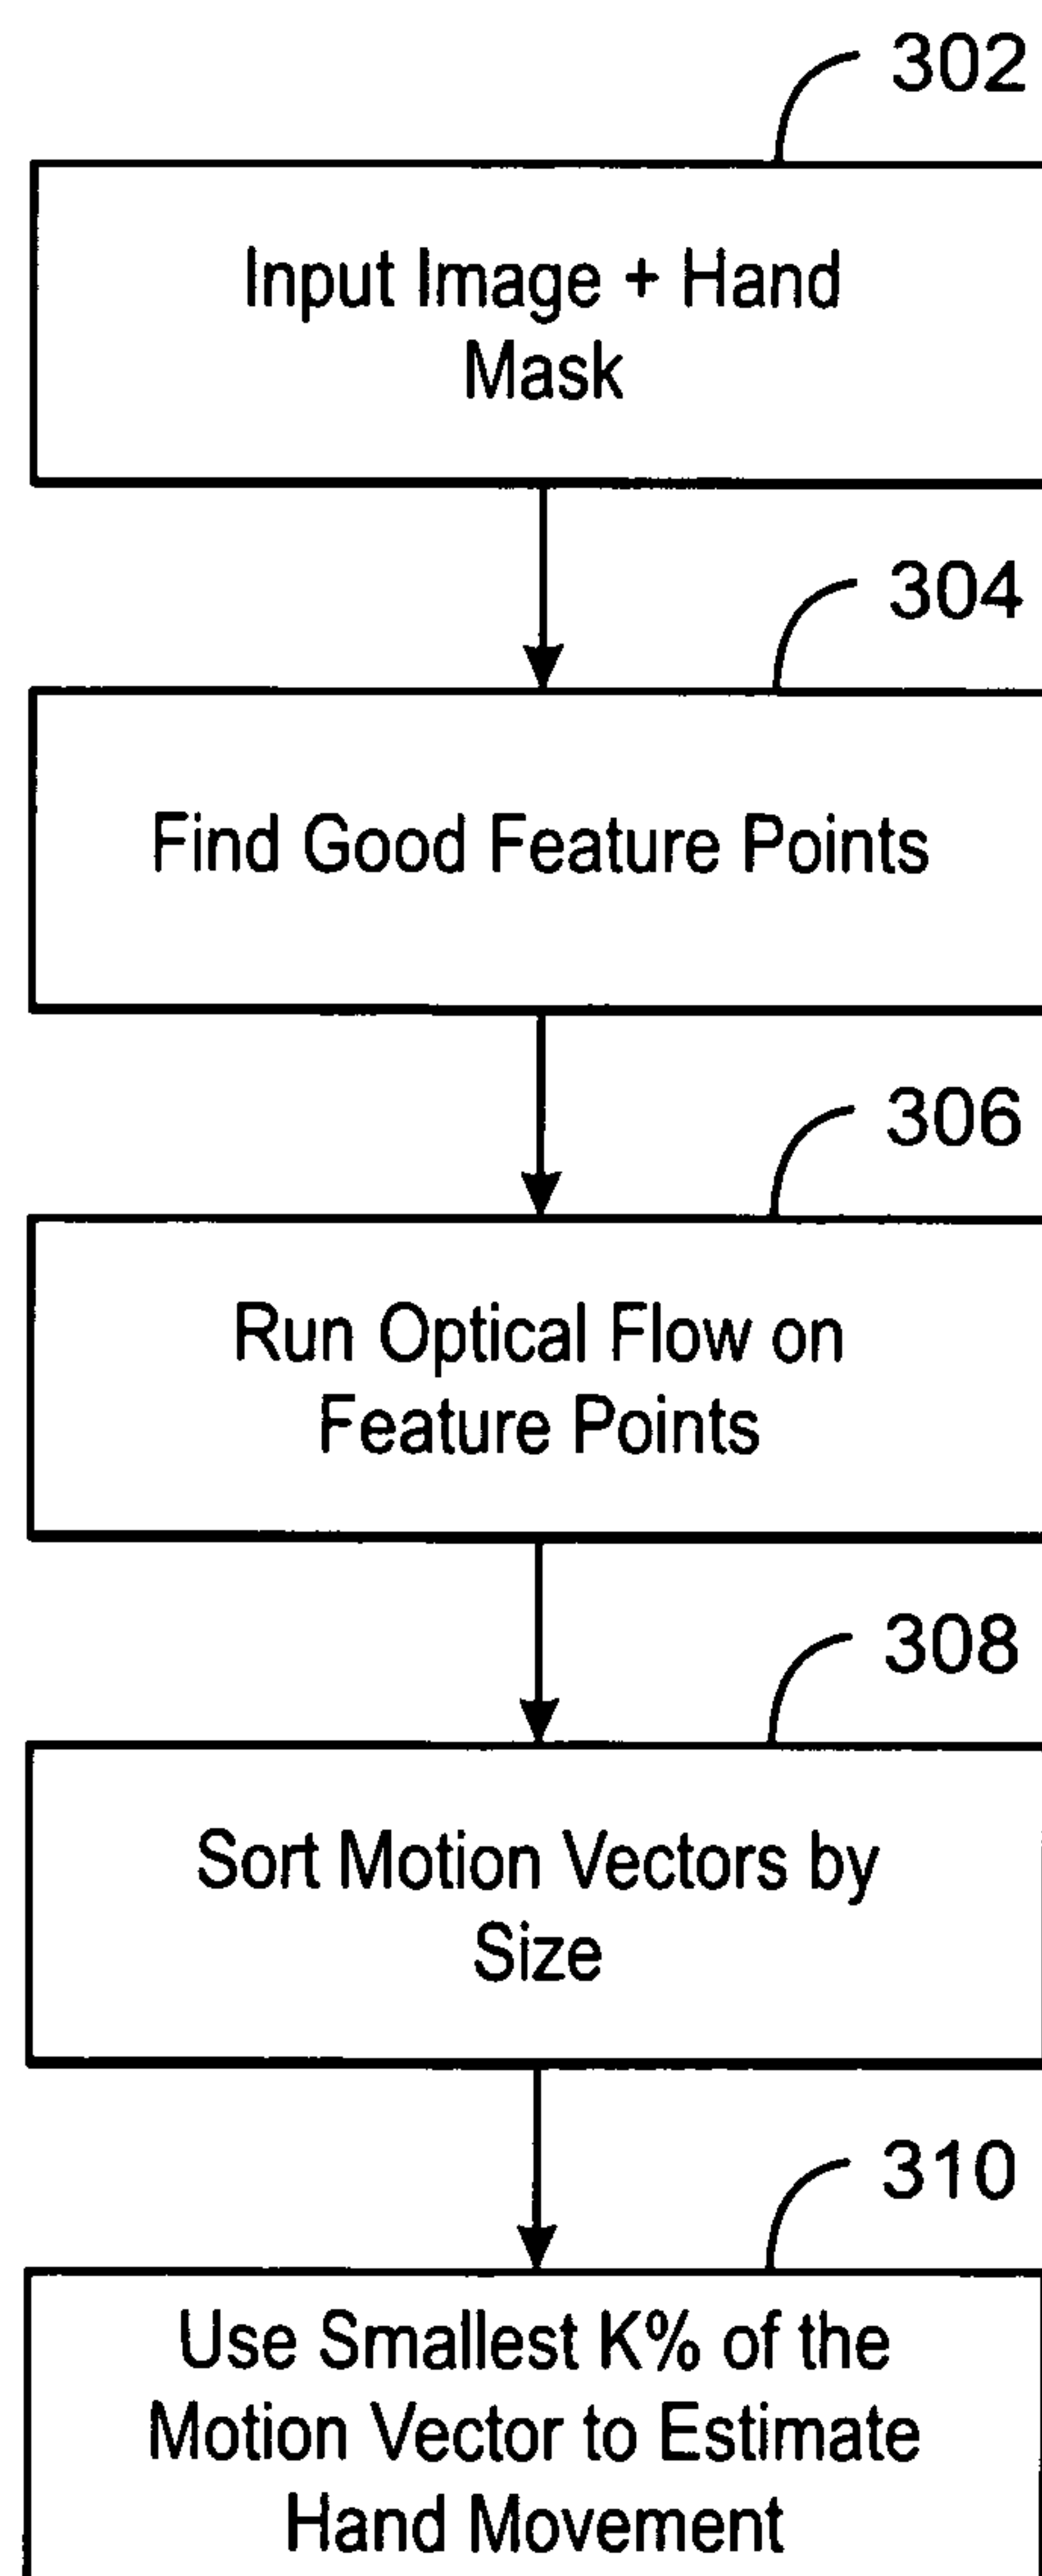 302
Input Image + Hand
Mask
304
Find Good Feature Points
306
Run Optical Flow on
Feature Points
308
Sort Motion Vectors by
Size
310
Use Smallest K% of the
Motion Vector to Estimate
Hand Movement